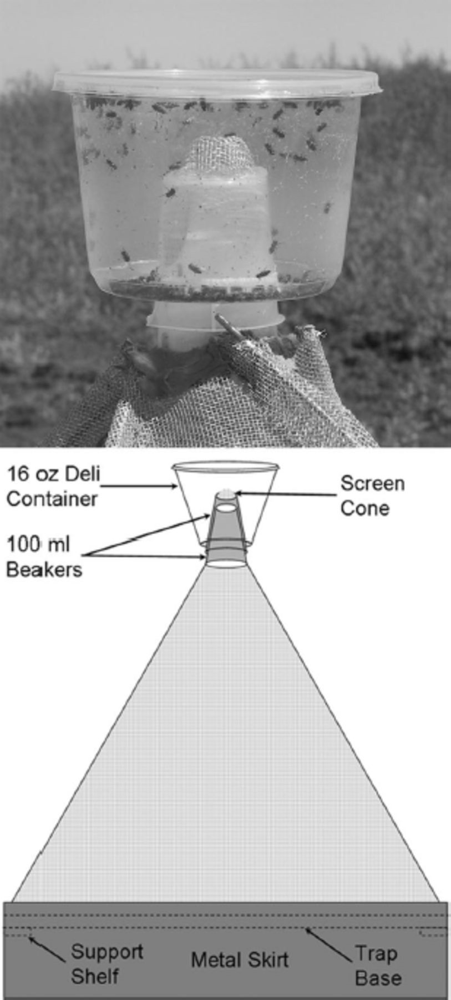 16 oz Deli
Container
Screen
Cone
100 ml
Beakers
Support
Shelf
Metal Skirt
Trap
Base